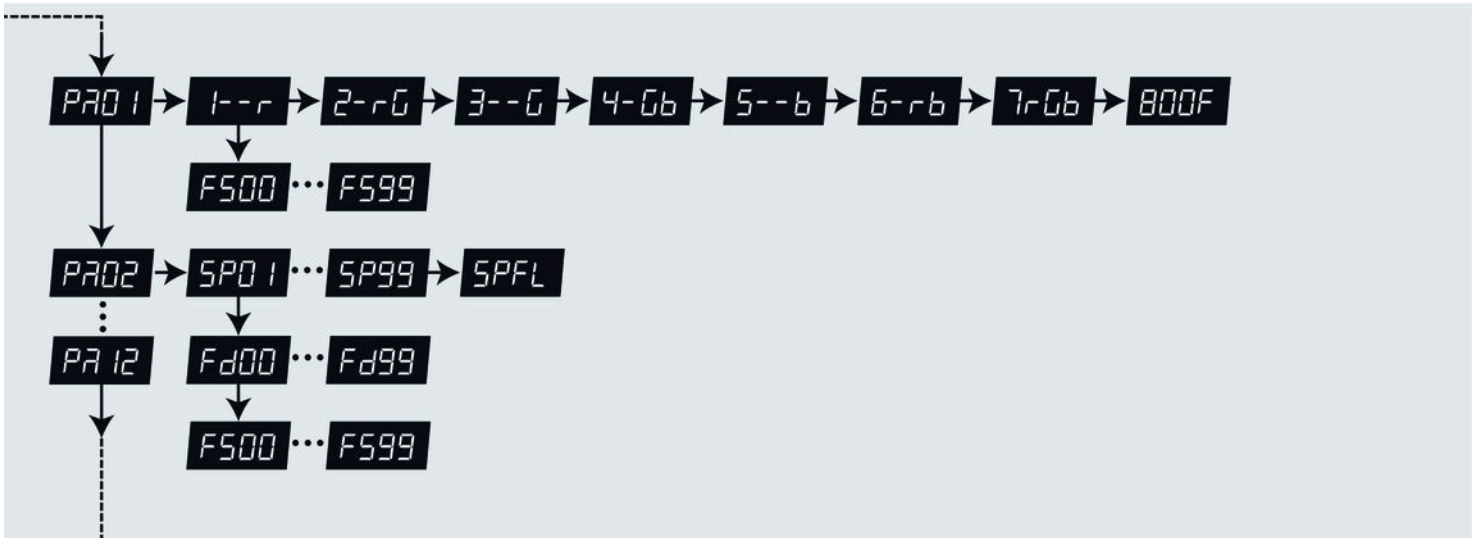 PA01 1--r 2-rG 3--G 4-Gb 5--b 6-rb 7rGb 800F
FS00 ... FS99
PA02 SP01 ... SP99 SPFL
PA12 Fd00 ... Fd99
FS00 ... FS99